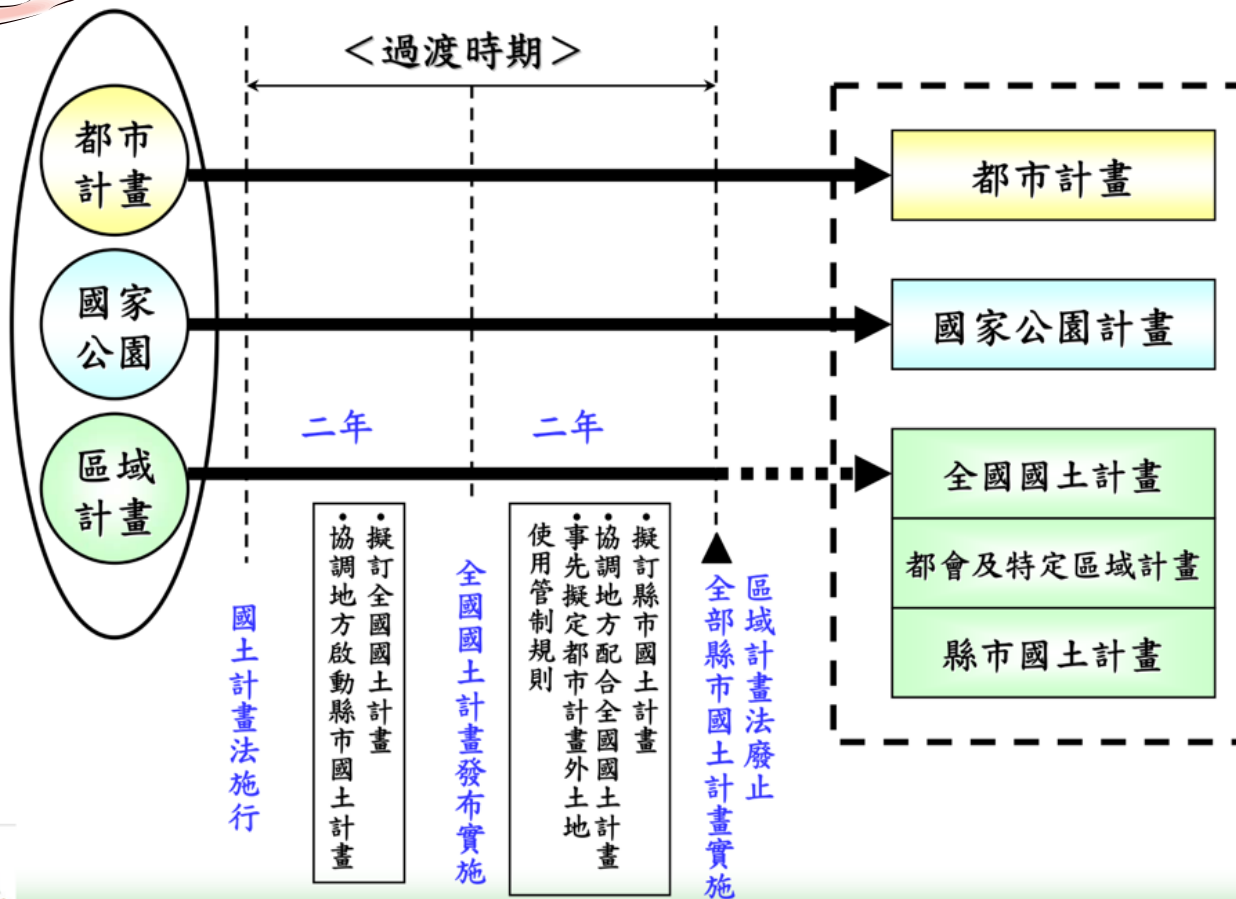 <過渡時期>
都市
計畫
國家
公園
區域
計畫
二年
二年
國土計畫法施行
•擬訂全國國土計畫
•協調地方啟動縣市國土計畫
全國國土計畫發布實施
•擬訂縣市國土計畫
•協調地方配合全國國土計畫
•事先擬定都市計畫外土地
使用管制規則
區域計畫法廢止
全部縣市國土計畫實施
都市計畫
國家公園計畫
全國國土計畫
都會及特定區域計畫
縣市國土計畫